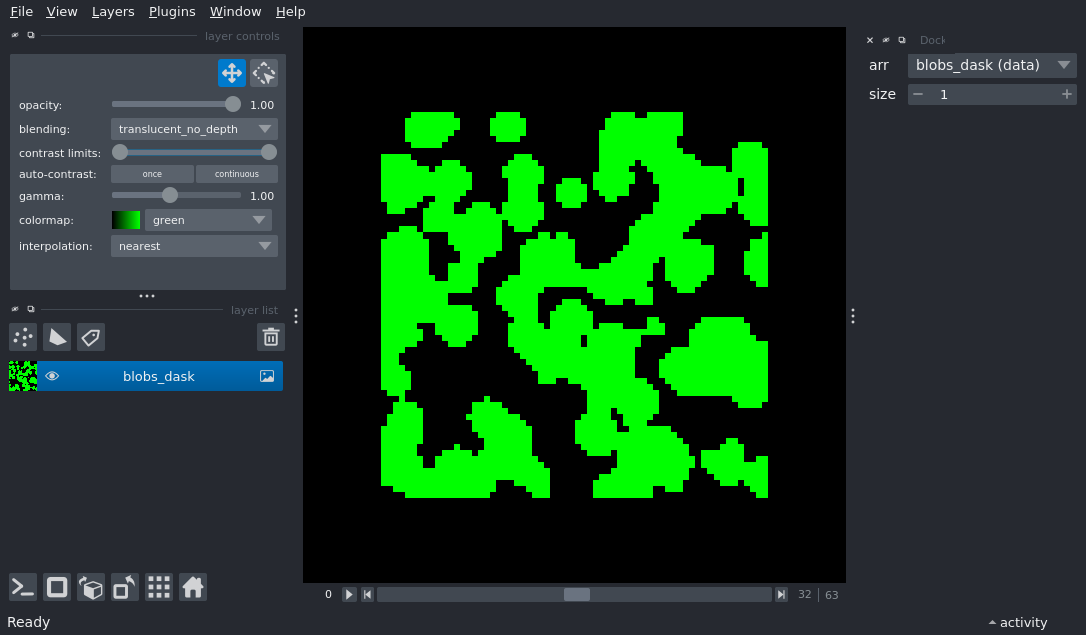 File View Layers Plugins Window Help
layer controls
opacity: 1.00
blending: translucent_no_depth
contrast limits:
auto-contrast: once continuous
gamma: 1.00
colormap: green
interpolation: nearest
layer list
blobs_dask
Dock
arr blobs_dask (data)
size 1
0 32 63
Ready
activity